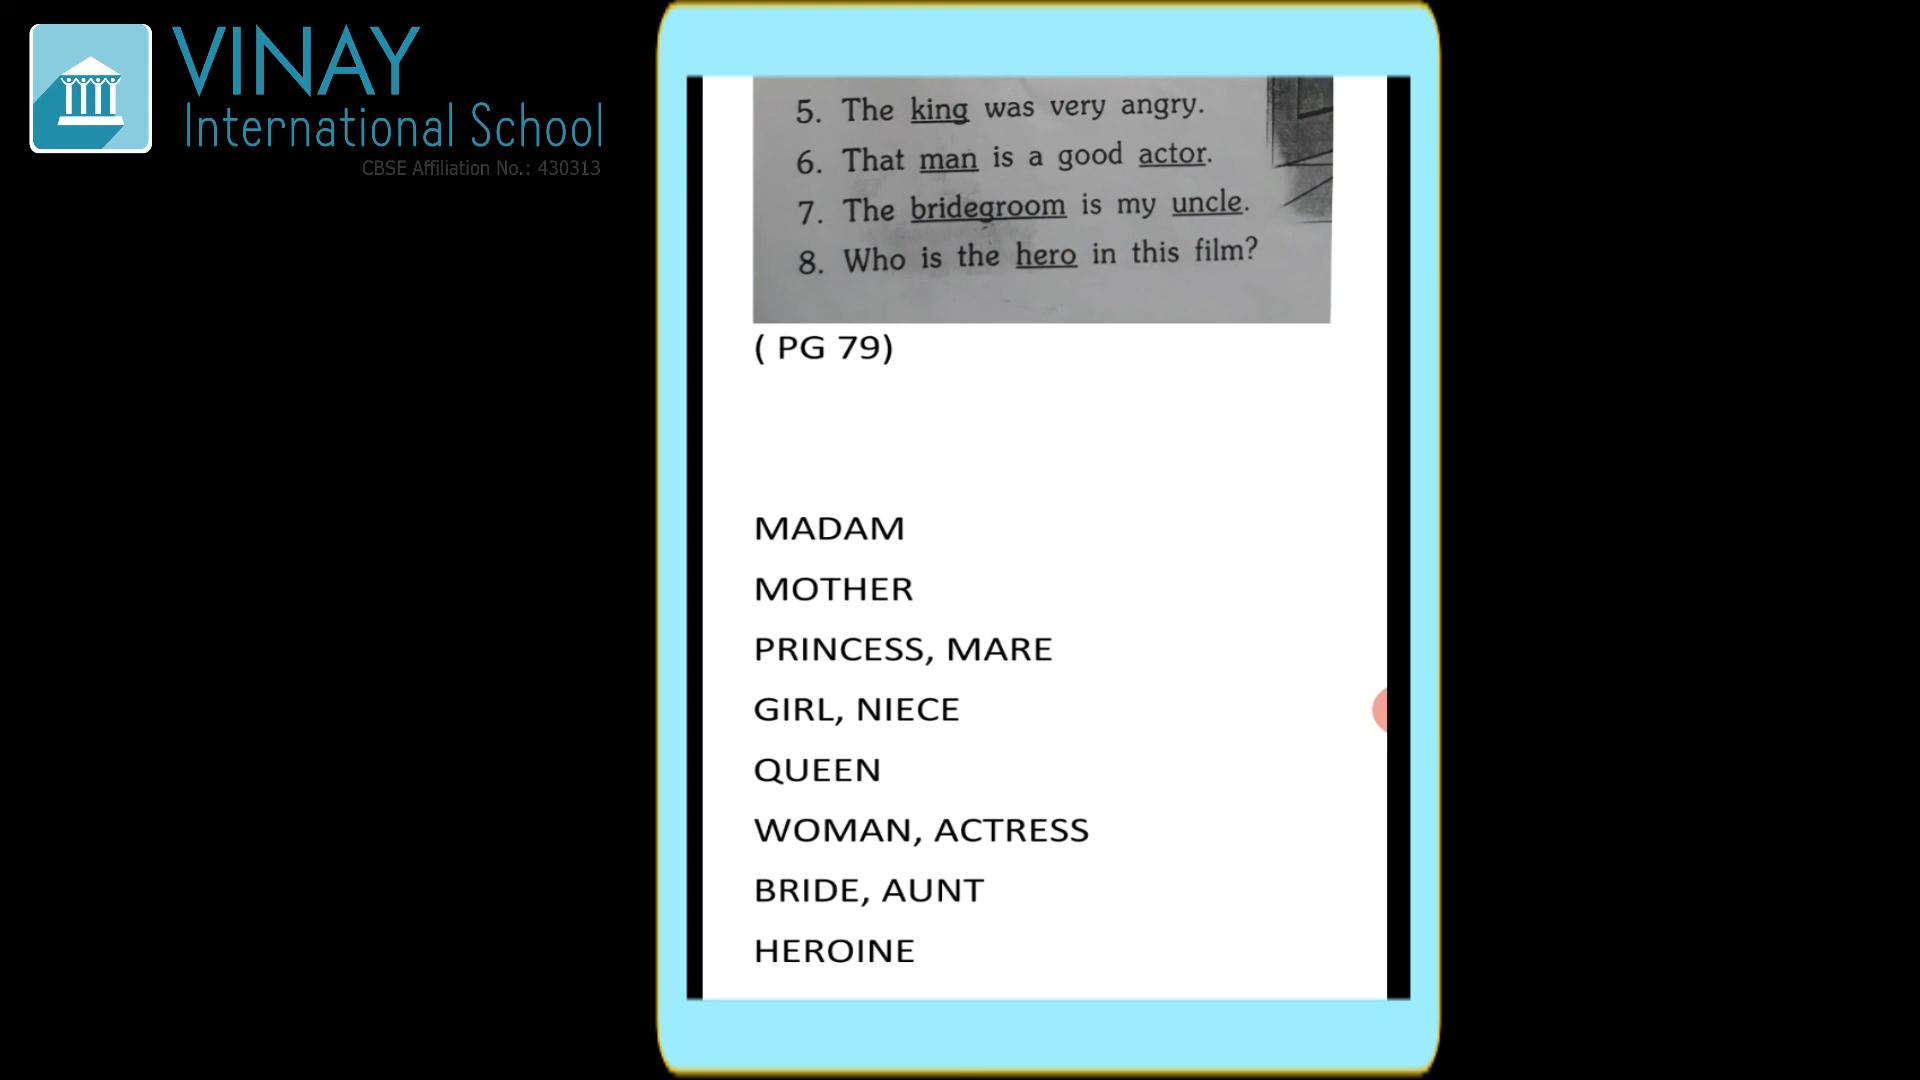 VINAY
International School
CBSE Affiliation No.: 430313
5. The king was very angry.
6. That man is a good actor.
7. The bridegroom is my uncle.
8. Who is the hero in this film?
( PG 79)
MADAM
MOTHER
PRINCESS, MARE
GIRL, NIECE
QUEEN
WOMAN, ACTRESS
BRIDE, AUNT
HEROINE